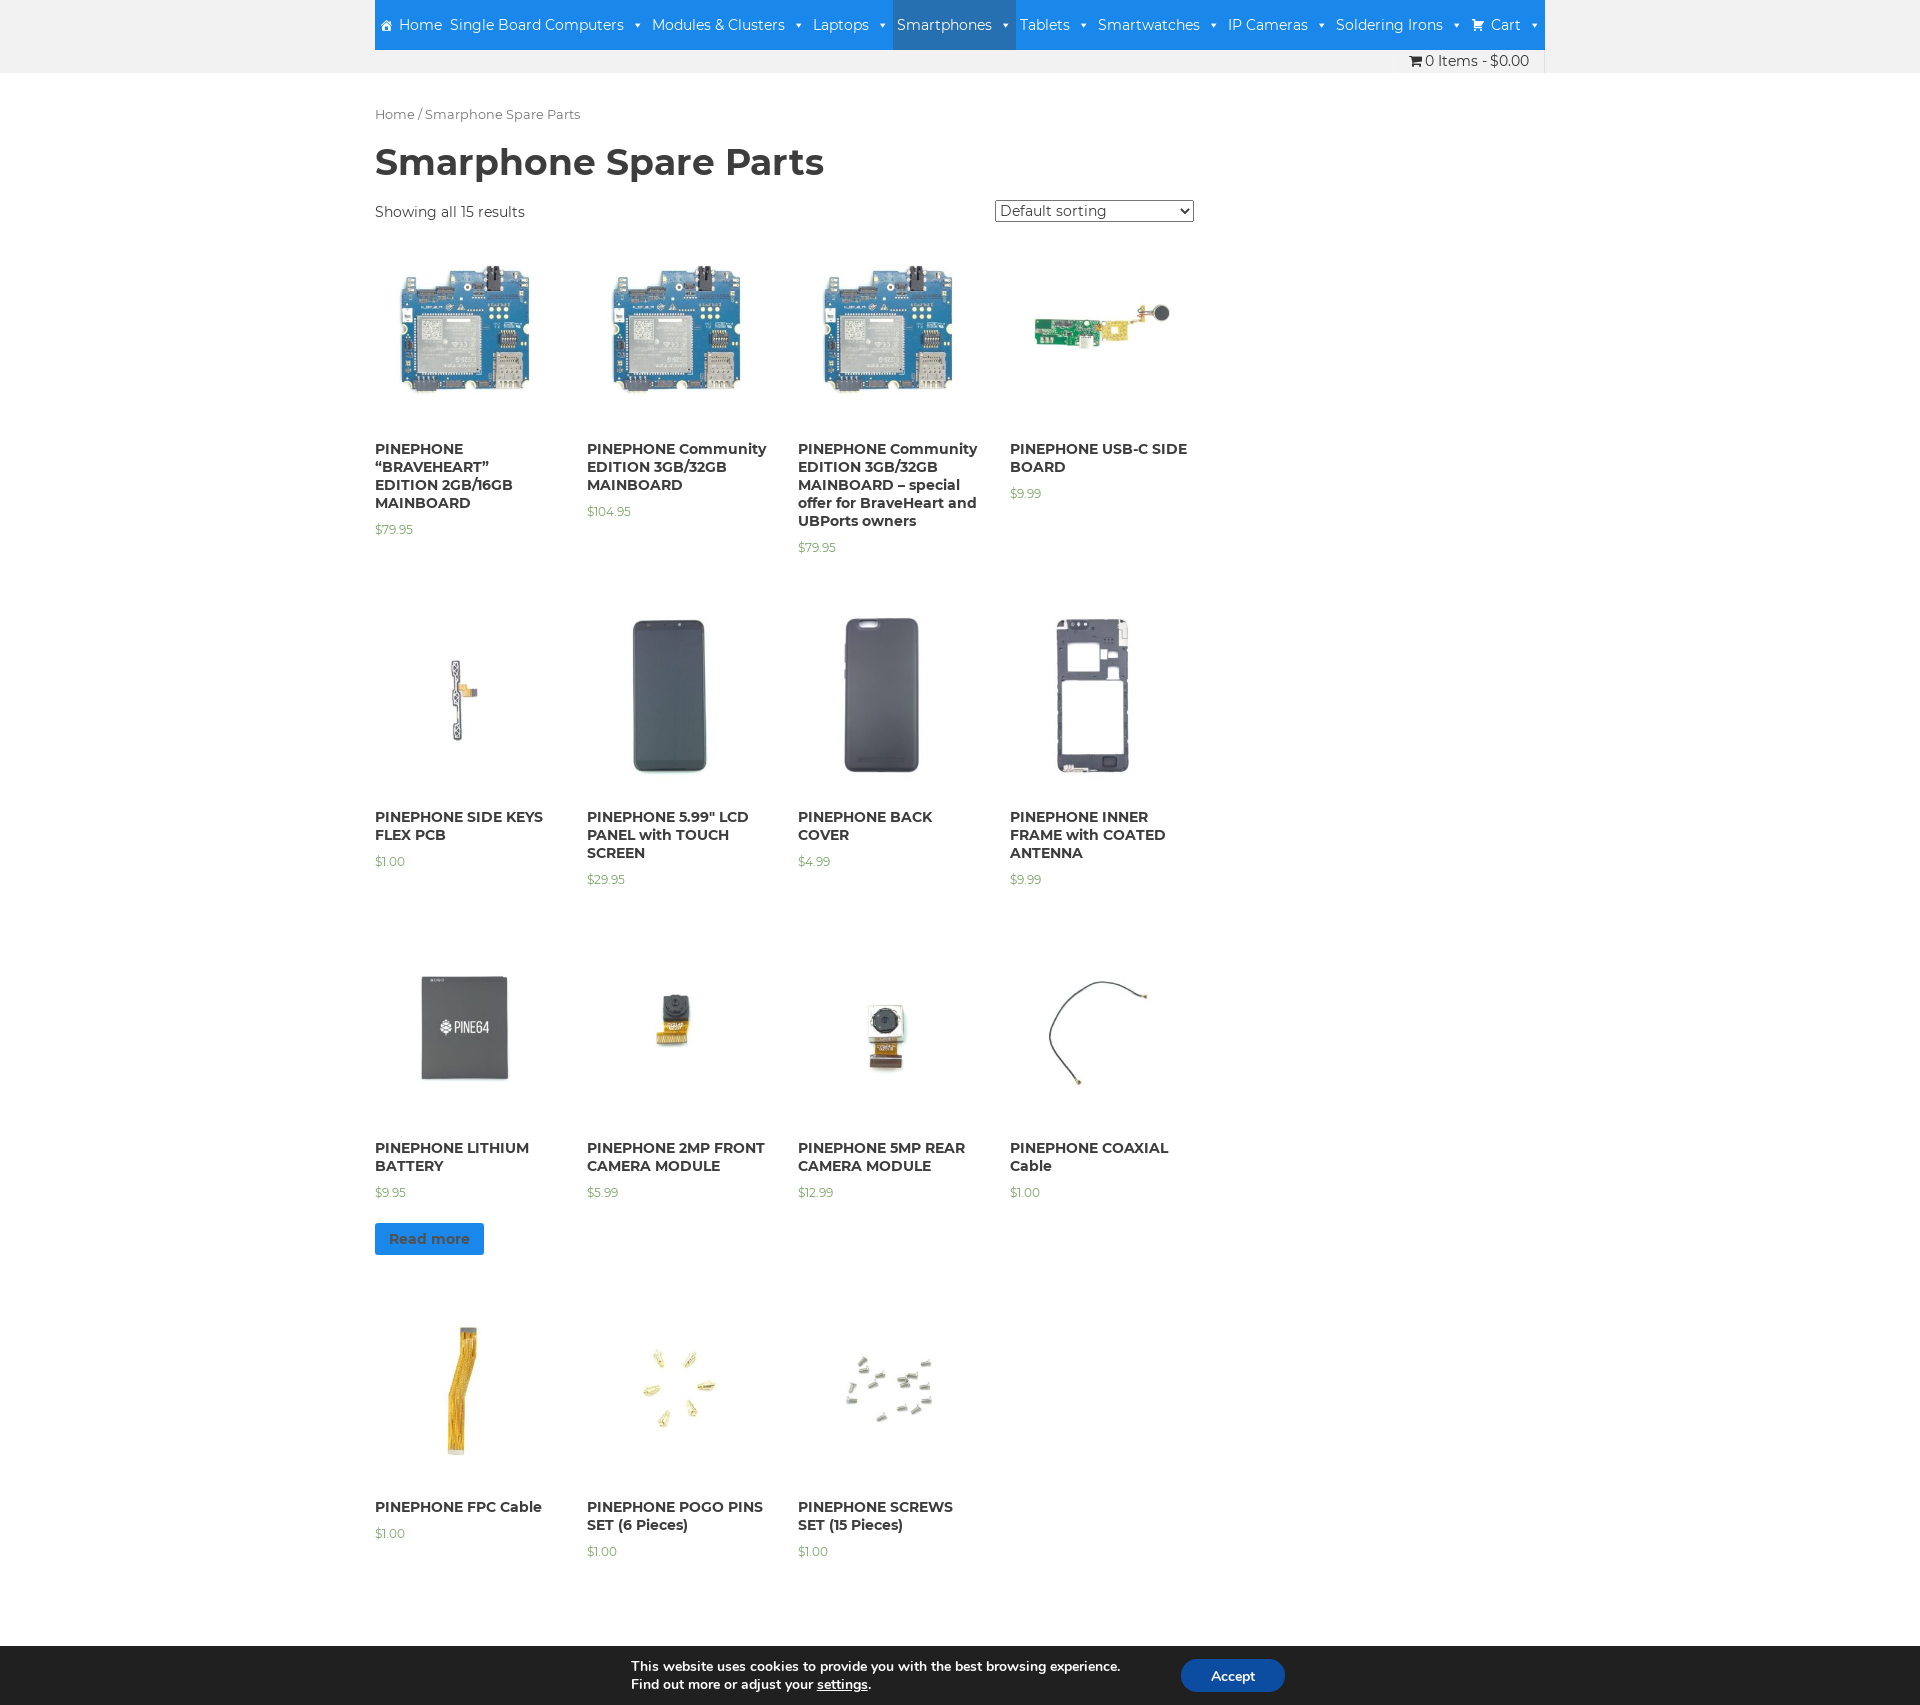 Home Single Board Computers Modules & Clusters Laptops Smartphones Tablets Smartwatches IP Cameras Soldering Irons Cart
0 Items - $0.00
Home / Smarphone Spare Parts
Smarphone Spare Parts
Showing all 15 results
Default sorting
PINEPHONE
“BRAVEHEART”
EDITION 2GB/16GB
MAINBOARD
$79.95
PINEPHONE Community
EDITION 3GB/32GB
MAINBOARD
$104.95
PINEPHONE Community
EDITION 3GB/32GB
MAINBOARD – special
offer for BraveHeart and
UBPorts owners
$79.95
PINEPHONE USB-C SIDE
BOARD
$9.99
PINEPHONE SIDE KEYS
FLEX PCB
$1.00
PINEPHONE 5.99" LCD
PANEL with TOUCH
SCREEN
$29.95
PINEPHONE BACK
COVER
$4.99
PINEPHONE INNER
FRAME with COATED
ANTENNA
$9.99
PINE64
PINEPHONE LITHIUM
BATTERY
$9.95
Read more
PINEPHONE 2MP FRONT
CAMERA MODULE
$5.99
PINEPHONE 5MP REAR
CAMERA MODULE
$12.99
PINEPHONE COAXIAL
Cable
$1.00
PINEPHONE FPC Cable
$1.00
PINEPHONE POGO PINS
SET (6 Pieces)
$1.00
PINEPHONE SCREWS
SET (15 Pieces)
$1.00
This website uses cookies to provide you with the best browsing experience.
Find out more or adjust your settings.
Accept